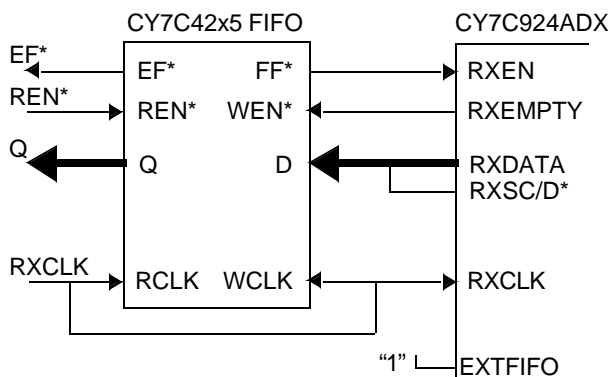 CY7C42x5 FIFO CY7C924ADX
EF* EF* FF* RXEN
REN* REN* WEN* RXEMPTY
Q Q D RXDATA
RXSC/D*
RXCLK RCLK WCLK RXCLK
“1” EXTFIFO